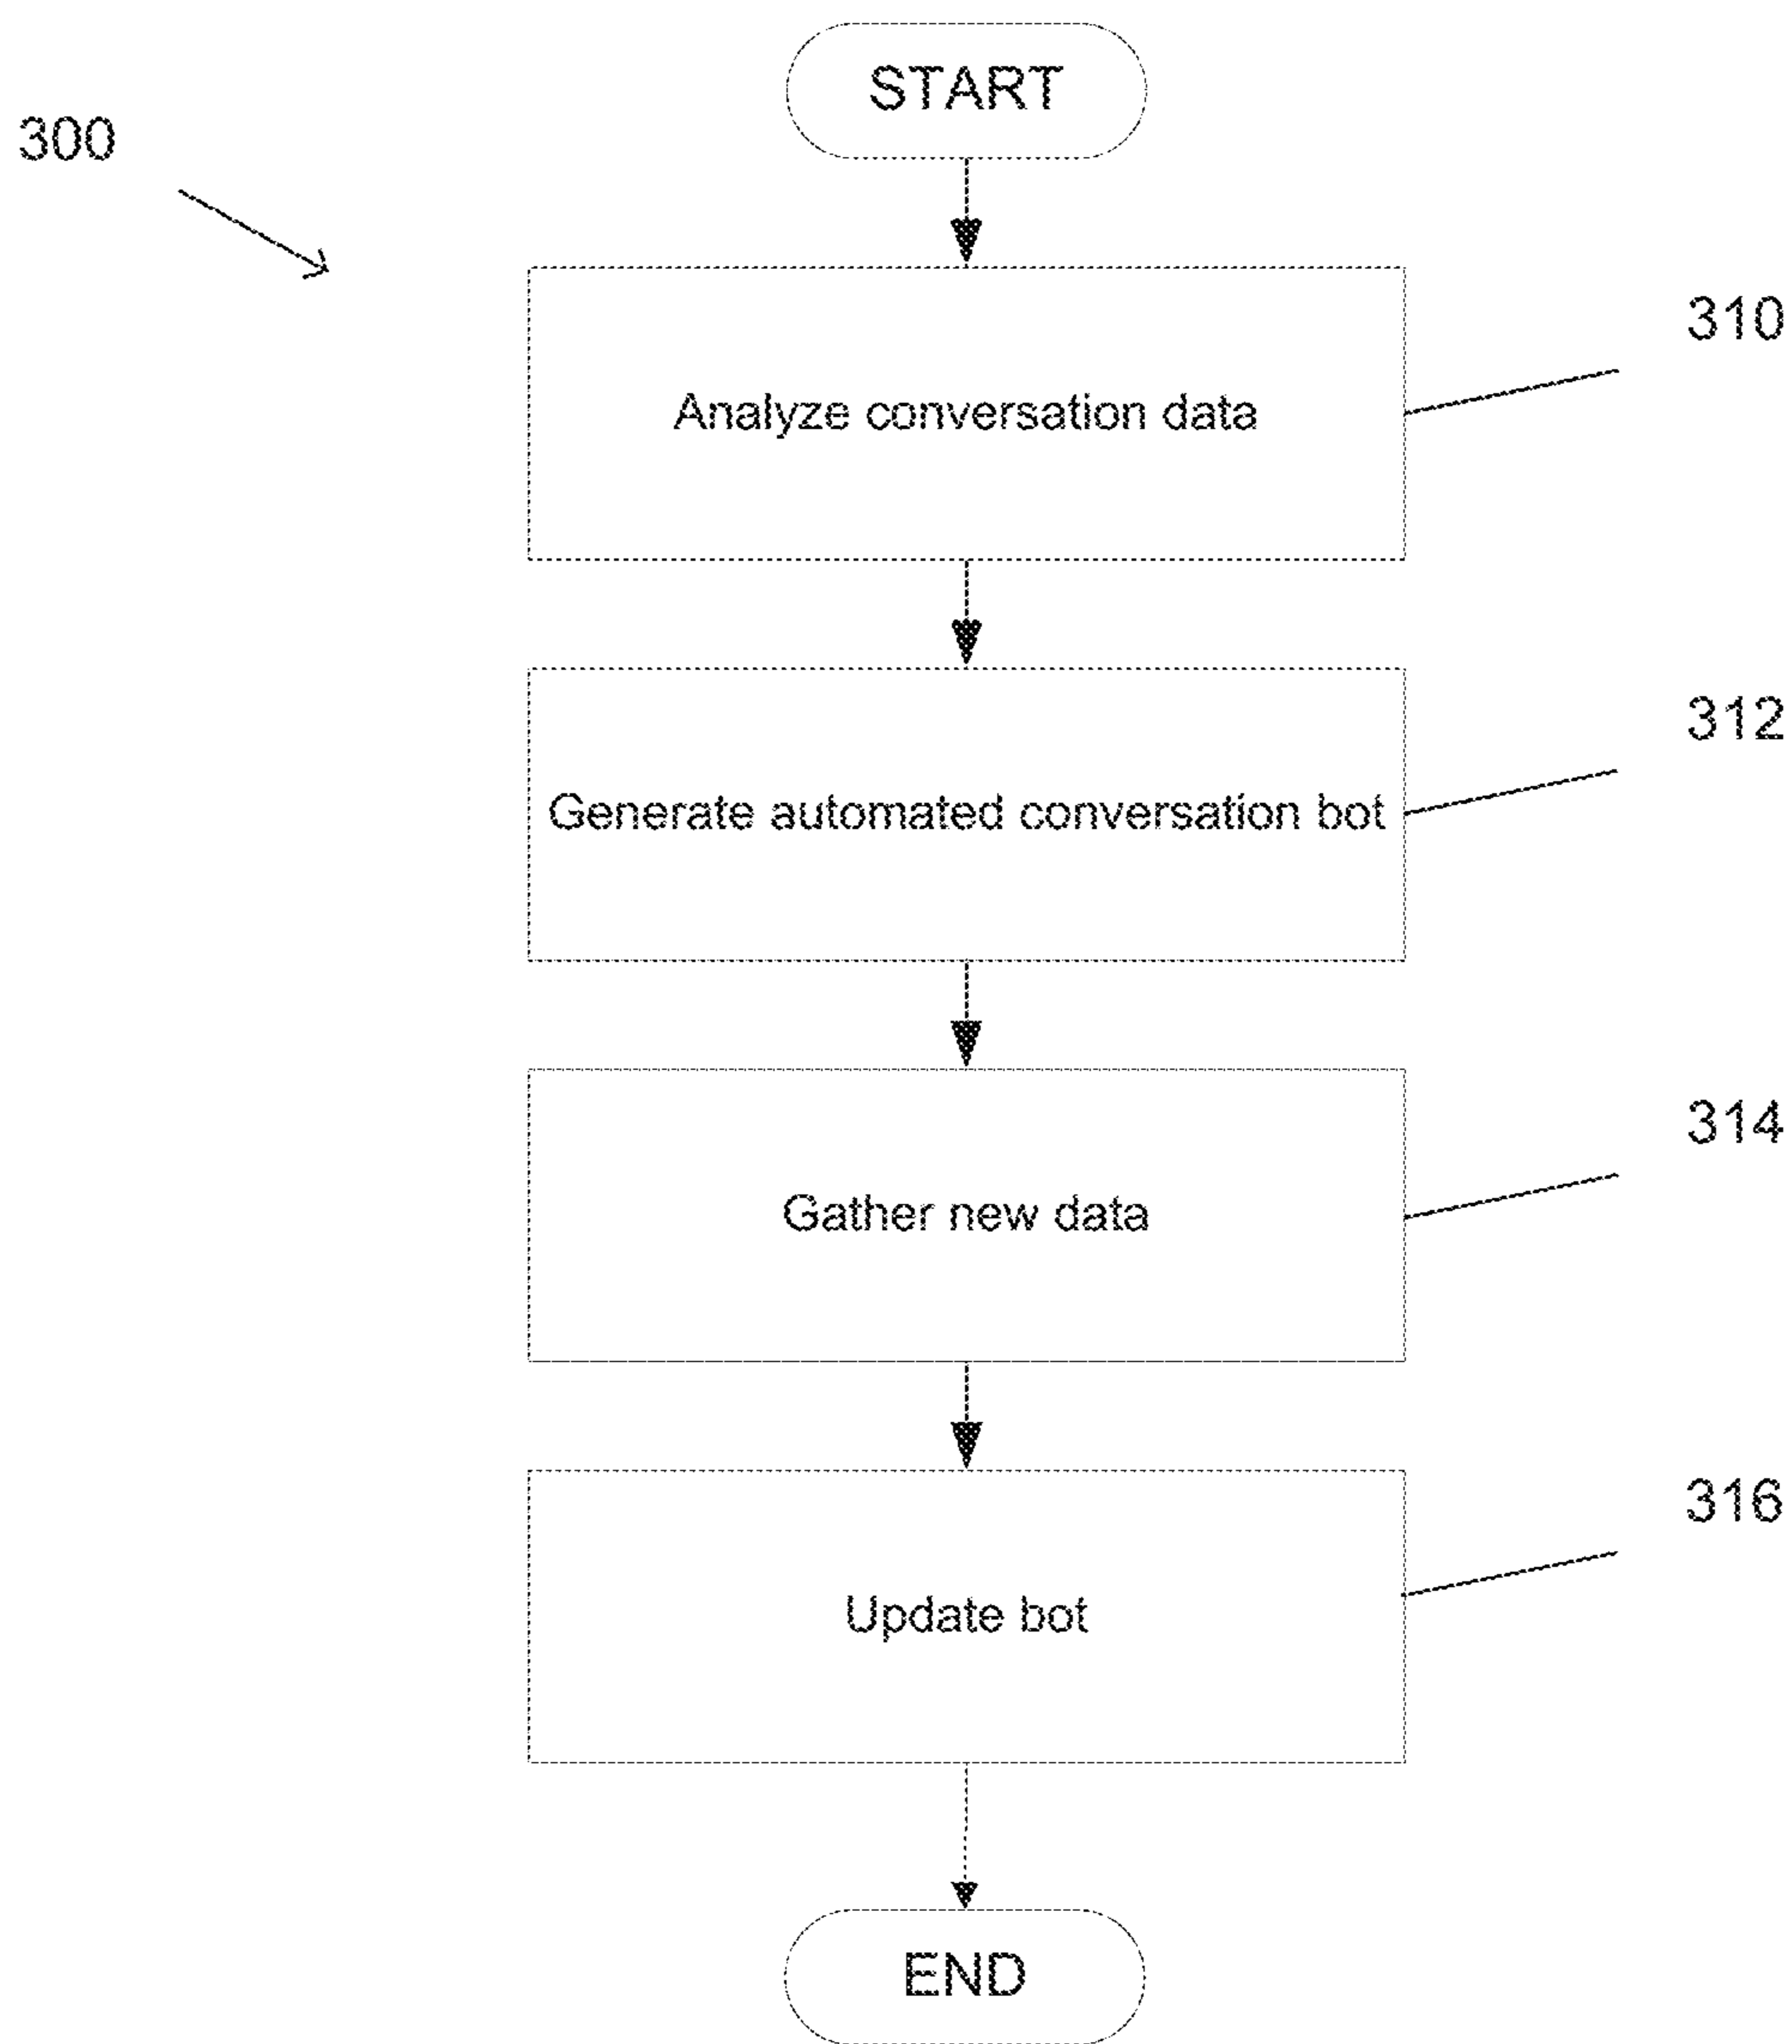 START
300
310
Analyze conversation data
312
Generate automated conversation bot
314
Gather new data
316
Update bot
END